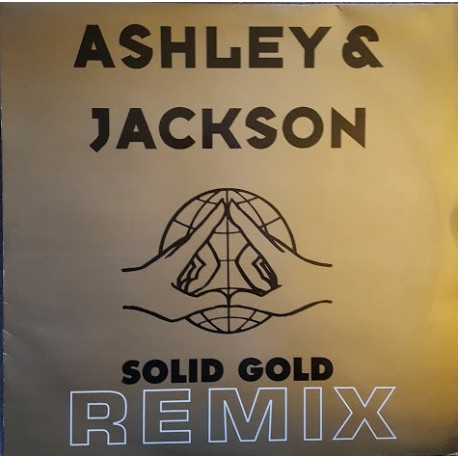 ASHLEY &
JACKSON
SOLID GOLD
REMIX